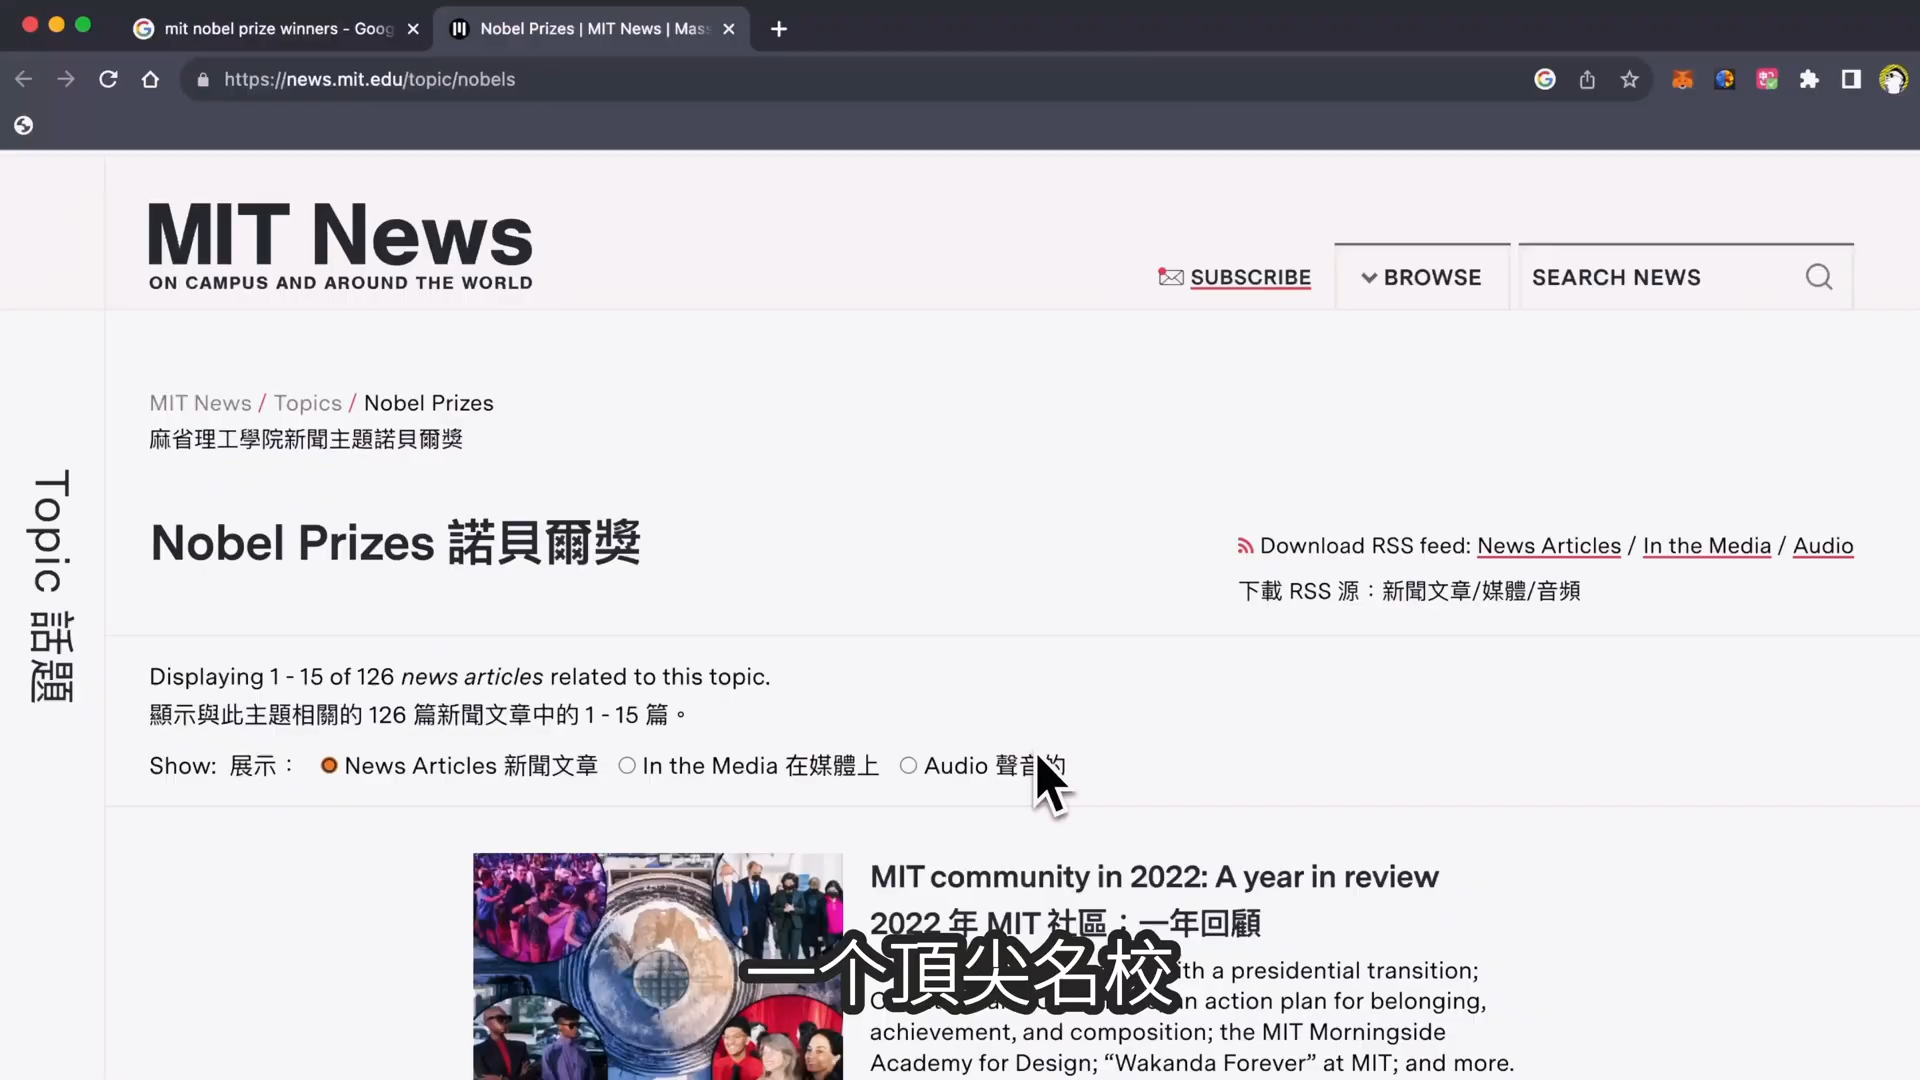 mit nobel prize winners - Goog
Nobel Prizes | MIT News | Mass
https://news.mit.edu/topic/nobels
MIT News
ON CAMPUS AND AROUND THE WORLD
SUBSCRIBE
BROWSE
SEARCH NEWS
MIT News / Topics / Nobel Prizes
麻省理工學院新聞主題諾貝爾獎
Topic 話題
Nobel Prizes 諾貝爾獎
Download RSS feed: News Articles / In the Media / Audio
下載 RSS 源：新聞文章/媒體/音頻
Displaying 1 - 15 of 126 news articles related to this topic.
顯示與此主題相關的 126 篇新聞文章中的 1 - 15 篇。
Show: 展示： News Articles 新聞文章 In the Media 在媒體上 Audio 聲音的
MIT community in 2022: A year in review
2022 年 MIT 社區：一年回顧
一个頂尖名校
with a presidential transition;
an action plan for belonging,
achievement, and composition; the MIT Morningside
Academy for Design; “Wakanda Forever” at MIT; and more.